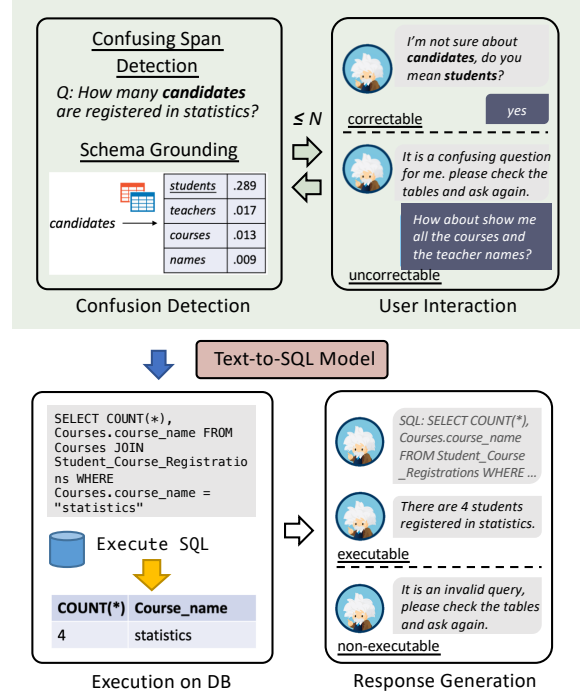 Confusing Span
Detection
Q: How many candidates
are registered in statistics?
Schema Grounding
candidates
students .289
teachers .017
courses .013
names .009
Confusion Detection
≤ N
I'm not sure about
candidates, do you
mean students?
yes
correctable
It is a confusing question
for me. please check the
tables and ask again.
How about show me
all the courses and
the teacher names?
uncorrectable
User Interaction
Text-to-SQL Model
SELECT COUNT(*),
Courses.course_name FROM
Courses JOIN
Student_Course_Registratio
ns WHERE
Courses.course_name =
"statistics"
Execute SQL
COUNT(*) Course_name
4 statistics
Execution on DB
SQL: SELECT COUNT(*),
Courses.course_name
FROM Student_Course
_Registrations WHERE ...
There are 4 students
registered in statistics.
executable
It is an invalid query,
please check the tables
and ask again.
non-executable
Response Generation